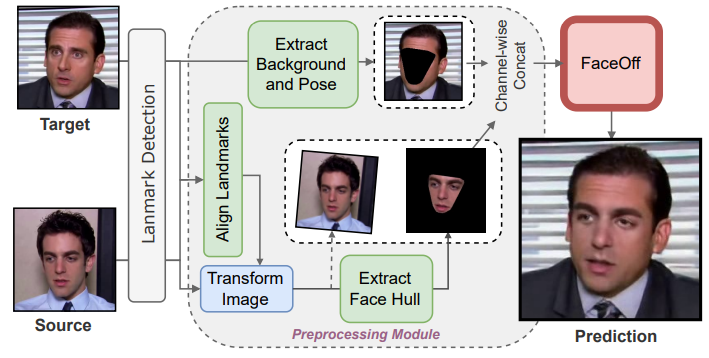 Target
Source
Lanmark Detection
Extract
Background
and Pose
Align Landmarks
Transform
Image
Extract
Face Hull
Preprocessing Module
Channel-wise
Concat
FaceOff
Prediction